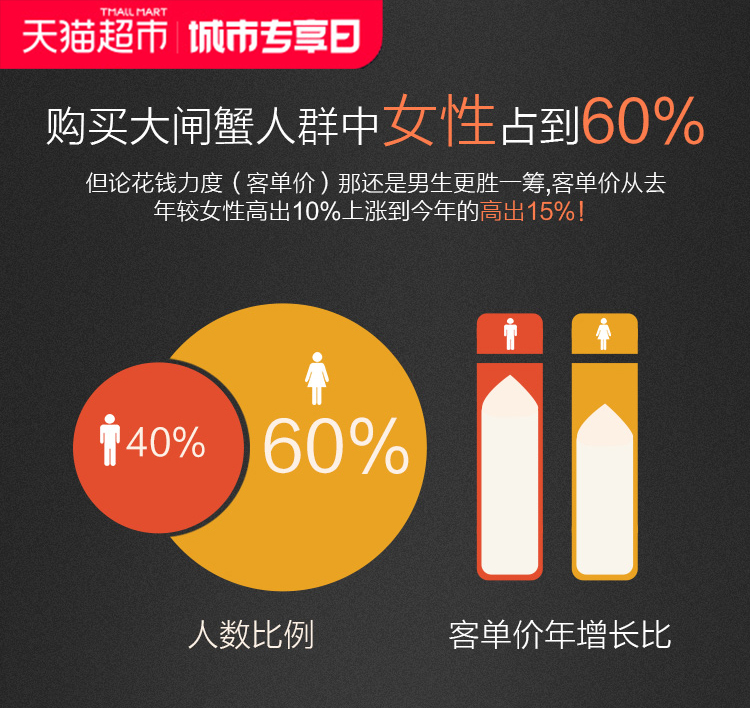 TMALL MART
天猫超市 城市专享日
购买大闸蟹人群中女性占到60%
但论花钱力度(客单价)那还是男生更胜一筹,客单价从去
年较女性高出10%上涨到今年的高出15%!
40%
60%
人数比例
客单价年增长比